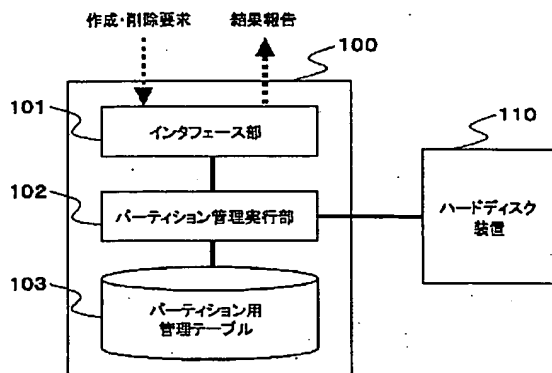 作成・削除要求
結果報告
100
101
インタフェース部
110
102
パーティション管理実行部
ハードディスク
装置
103
パーティション用
管理テーブル